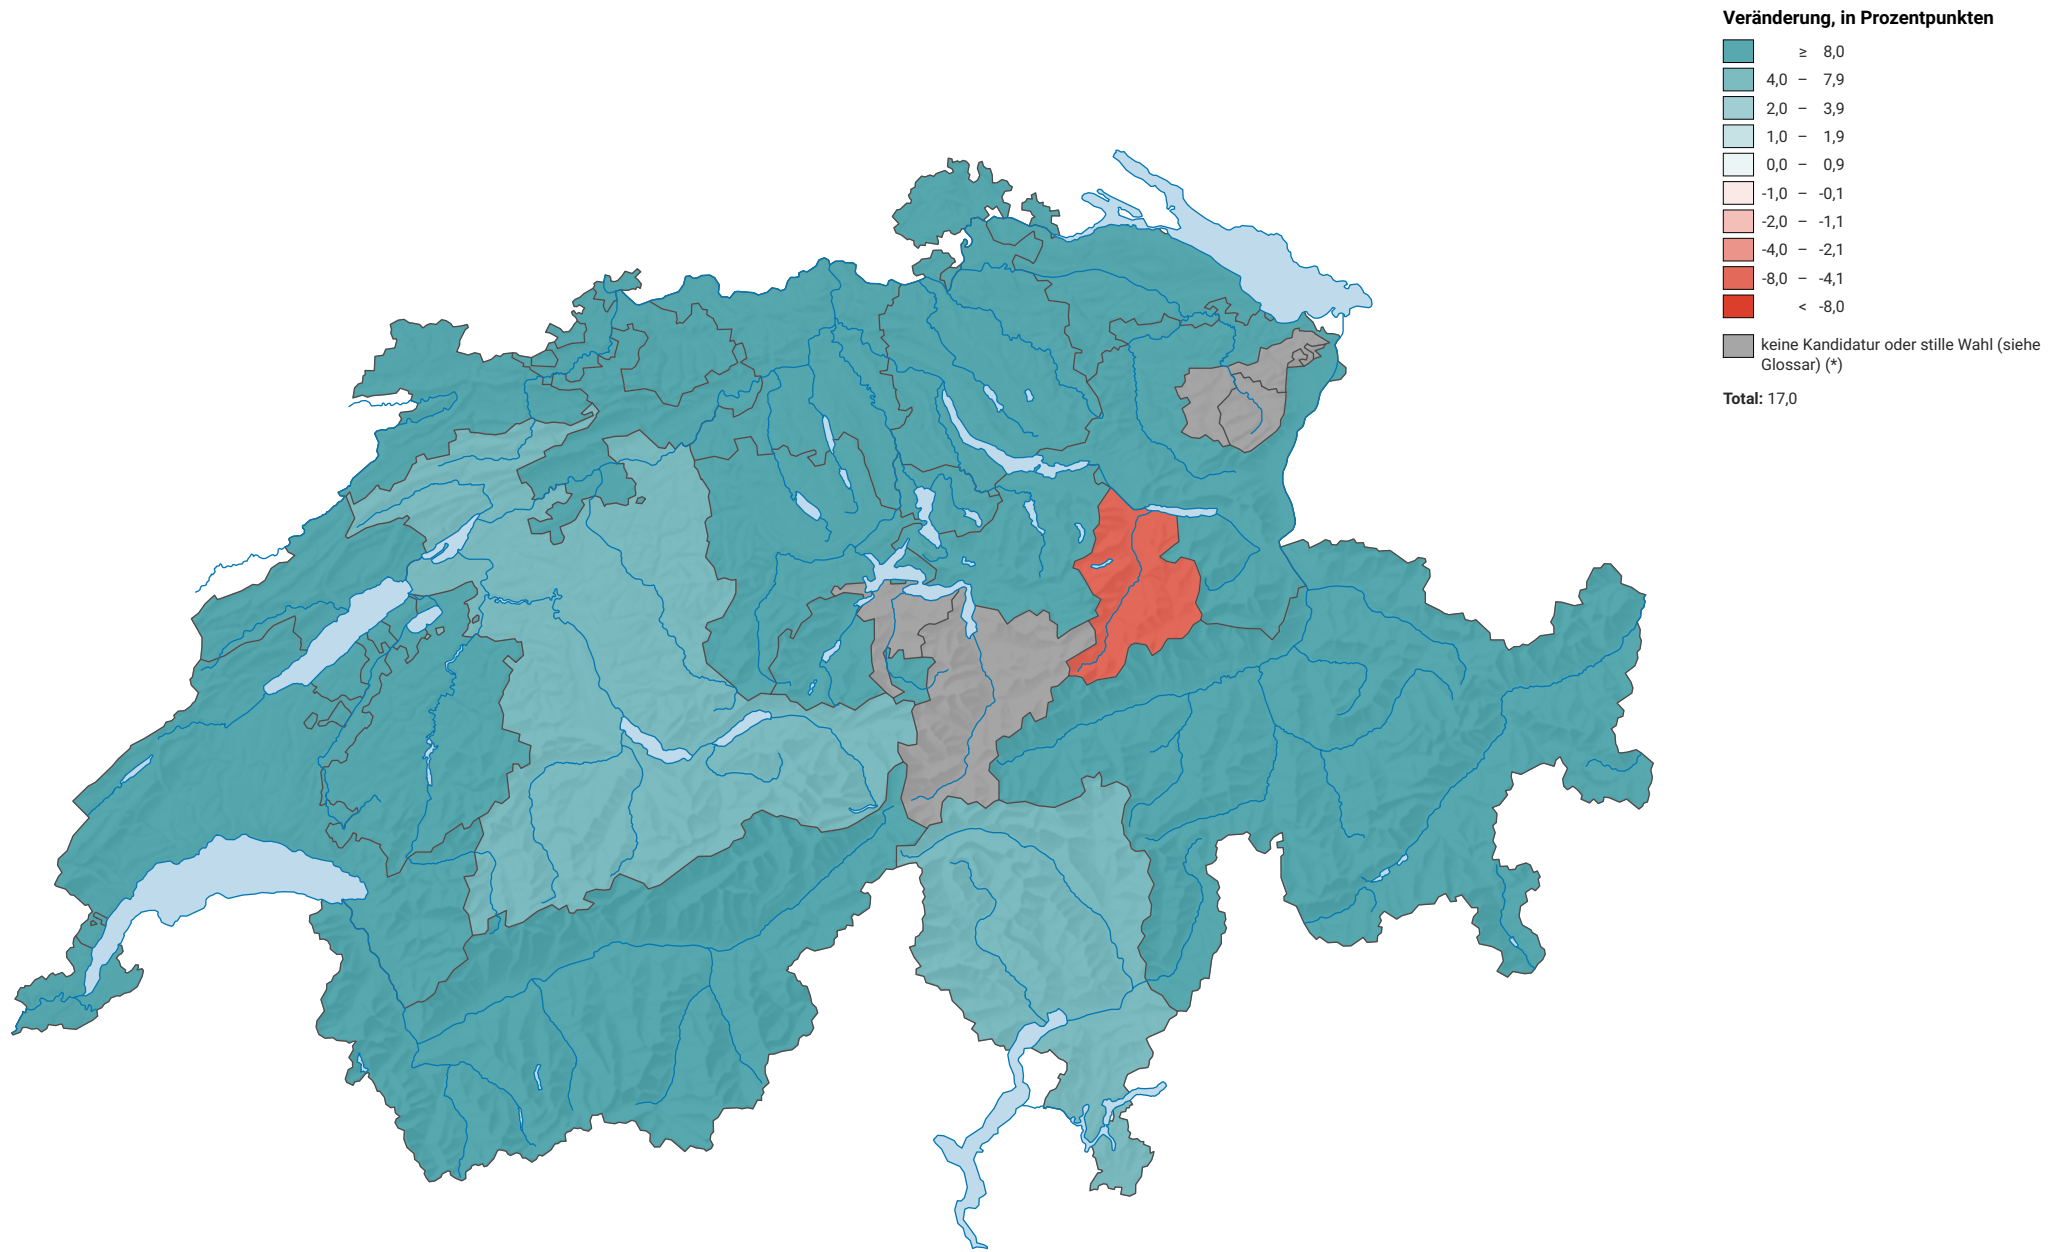 Veränderung, in Prozentpunkten
≥ 8,0
4,0 – 7,9
2,0 – 3,9
1,0 – 1,9
0,0 – 0,9
-1,0 – -0,1
-2,0 – -1,1
-4,0 – -2,1
-8,0 – -4,1
< -8,0
keine Kandidatur oder stille Wahl (siehe
Glossar) (*)
Total: 17,0